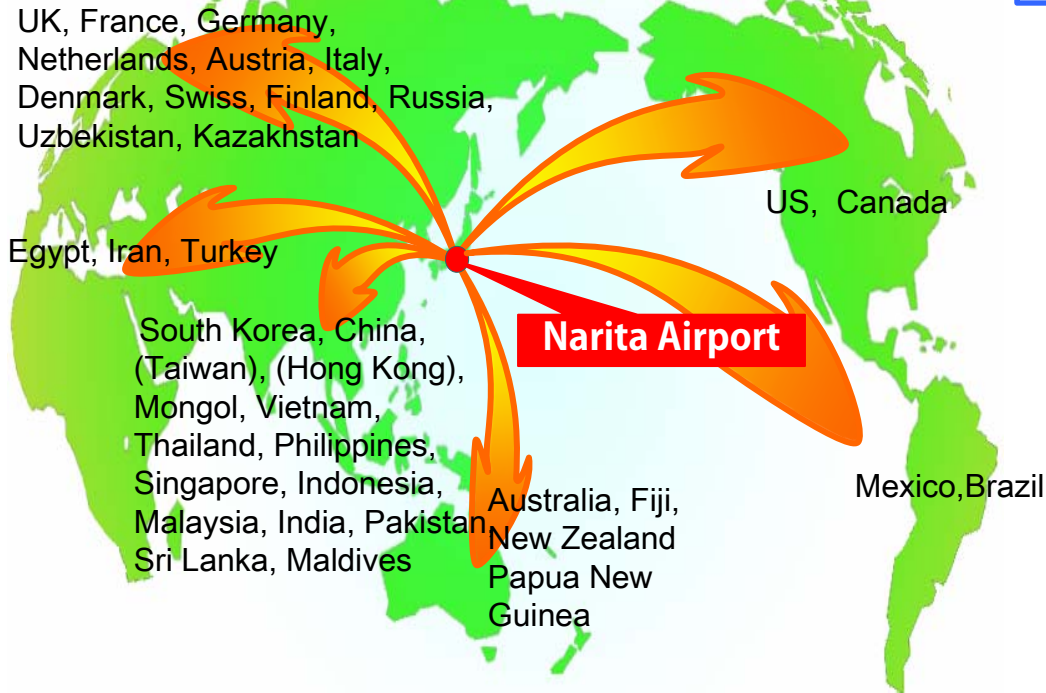 UK, France, Germany,
Netherlands, Austria, Italy,
Denmark, Swiss, Finland, Russia,
Uzbekistan, Kazakhstan
US, Canada
Egypt, Iran, Turkey
Narita Airport
South Korea, China,
(Taiwan), (Hong Kong),
Mongol, Vietnam,
Thailand, Philippines,
Singapore, Indonesia,
Malaysia, India, Pakistan,
Sri Lanka, Maldives
Mexico,Brazil
Australia, Fiji,
New Zealand
Papua New
Guinea